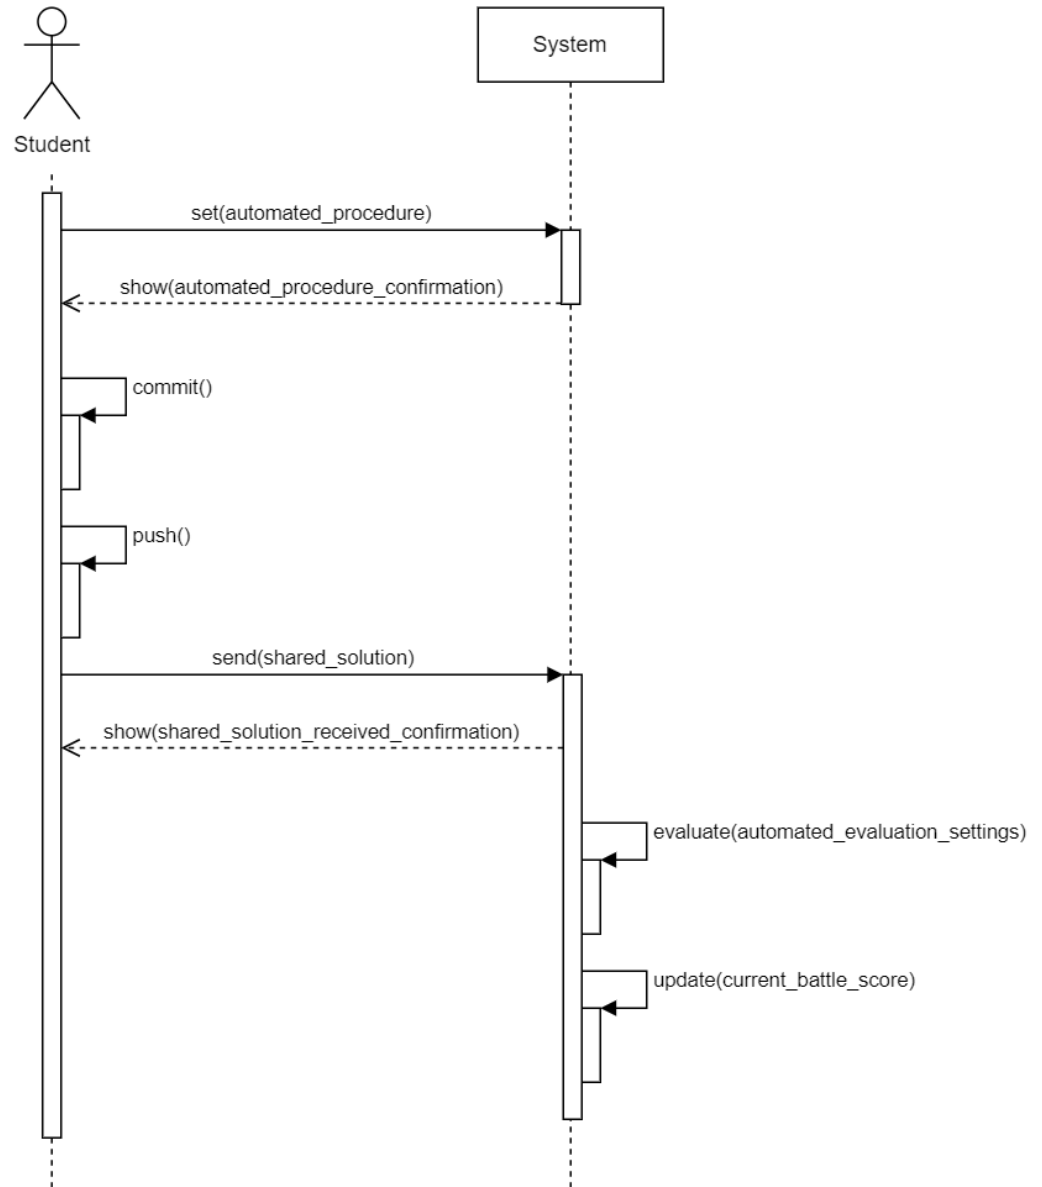 System
Student
set(automated_procedure)
show(automated_procedure_confirmation)
commit()
push()
send(shared_solution)
show(shared_solution_received_confirmation)
evaluate(automated_evaluation_settings)
update(current_battle_score)